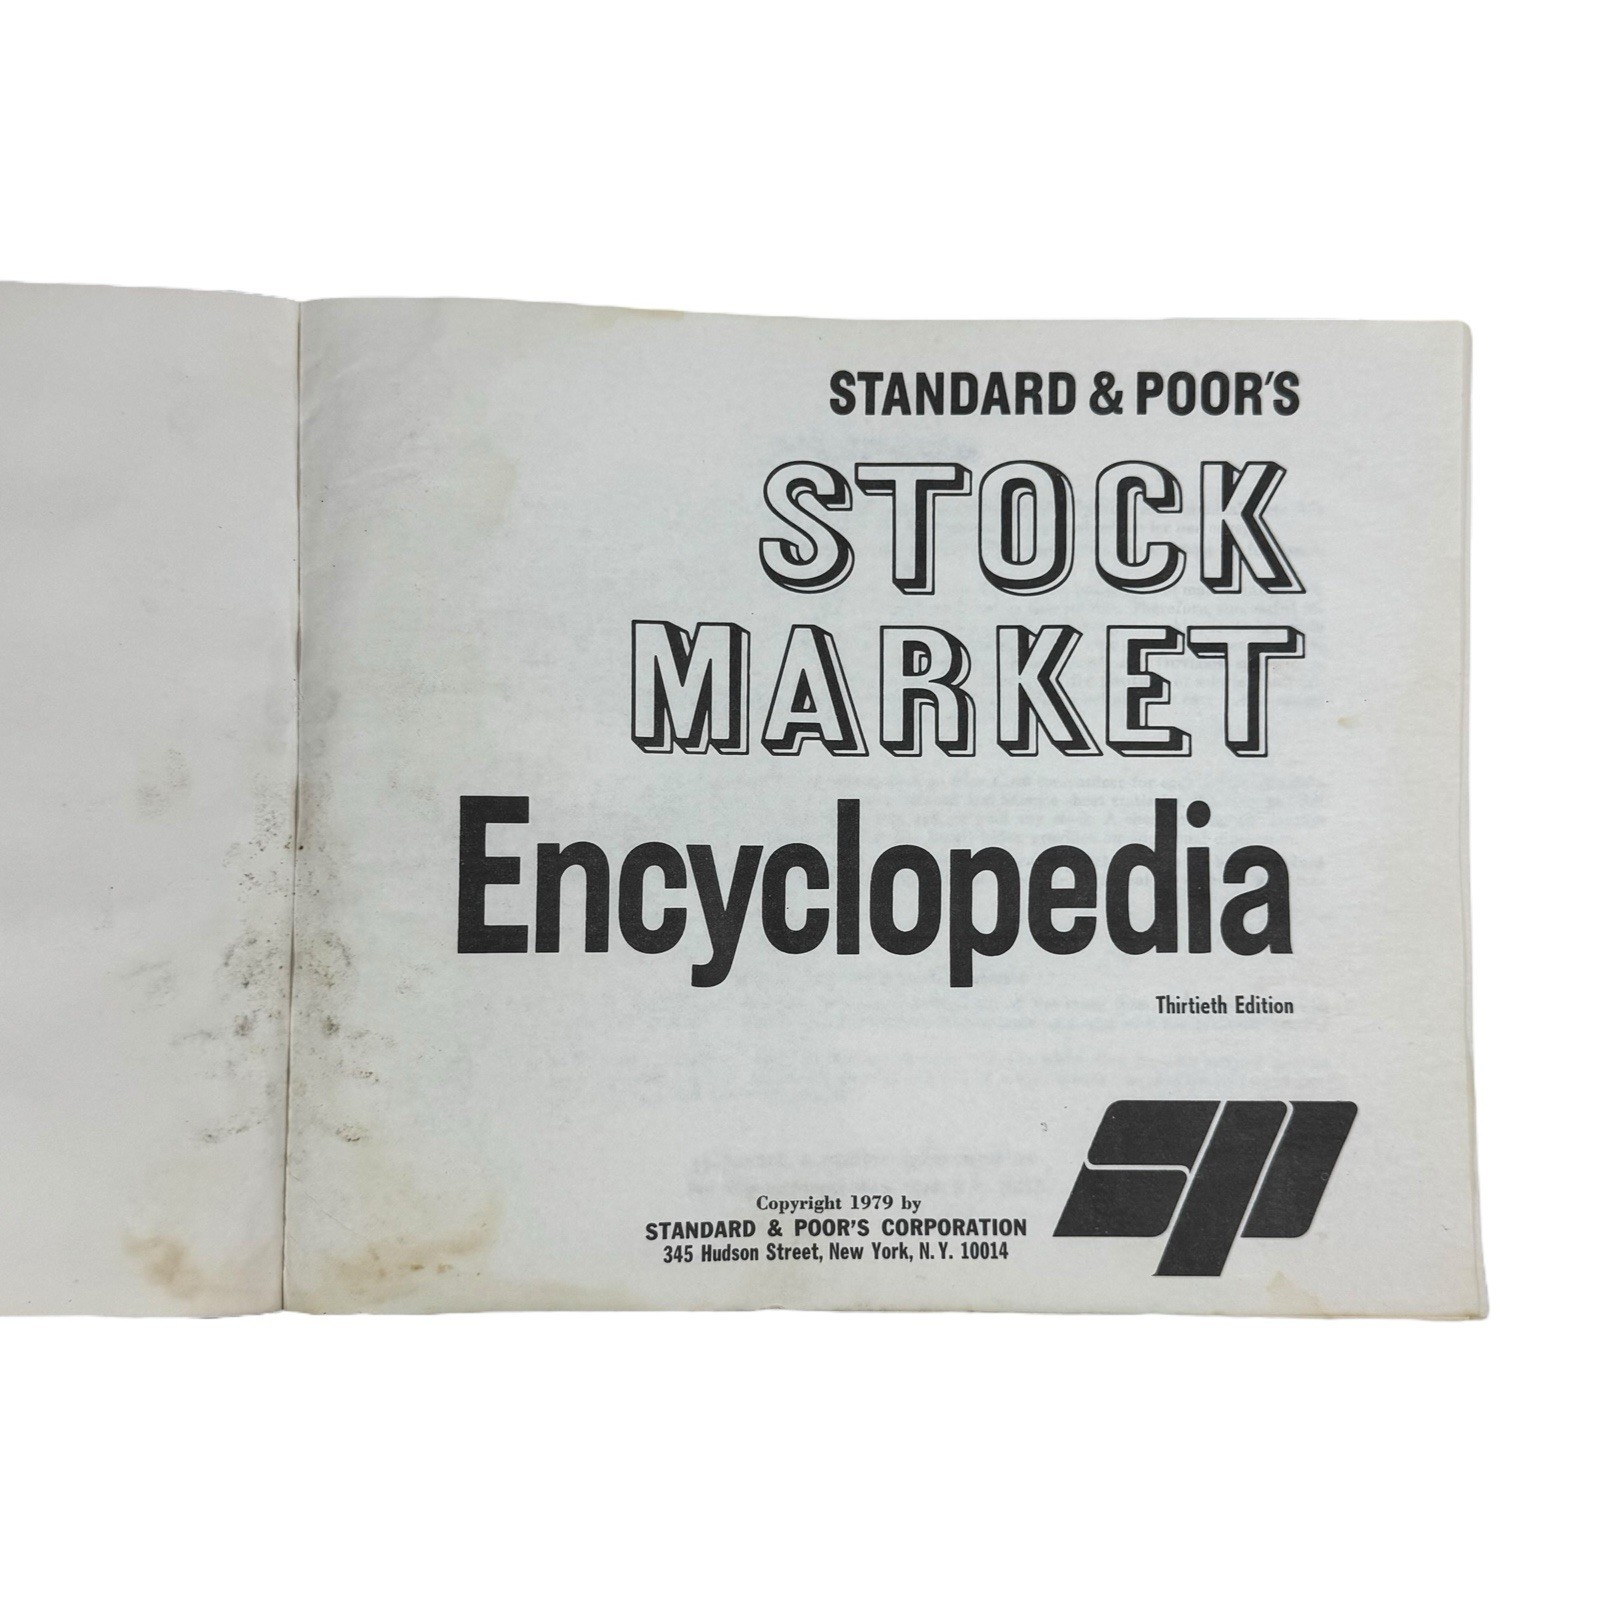 STANDARD & POOR'S
STOCK
MARKET
Encyclopedia
Thirtieth Edition
sp
Copyright 1979 by
STANDARD & POOR'S CORPORATION
345 Hudson Street, New York, N.Y. 10014